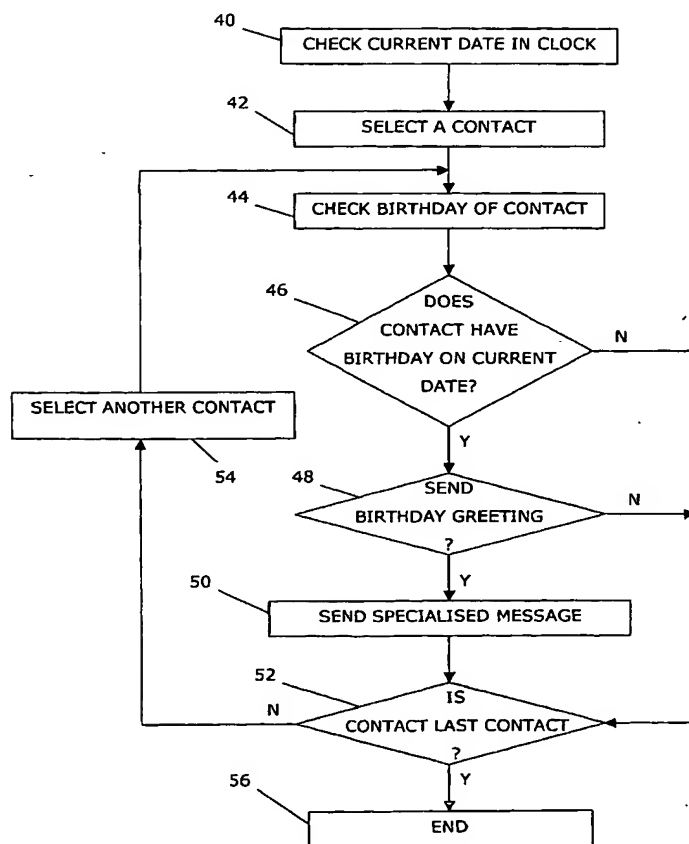 40
CHECK CURRENT DATE IN CLOCK
42
SELECT A CONTACT
44
CHECK BIRTHDAY OF CONTACT
46
DOES
CONTACT HAVE
BIRTHDAY ON CURRENT
DATE?
N
Y
SELECT ANOTHER CONTACT
54
48
SEND
BIRTHDAY GREETING
?
N
Y
50
SEND SPECIALISED MESSAGE
52
IS
CONTACT LAST CONTACT
?
N
Y
56
END